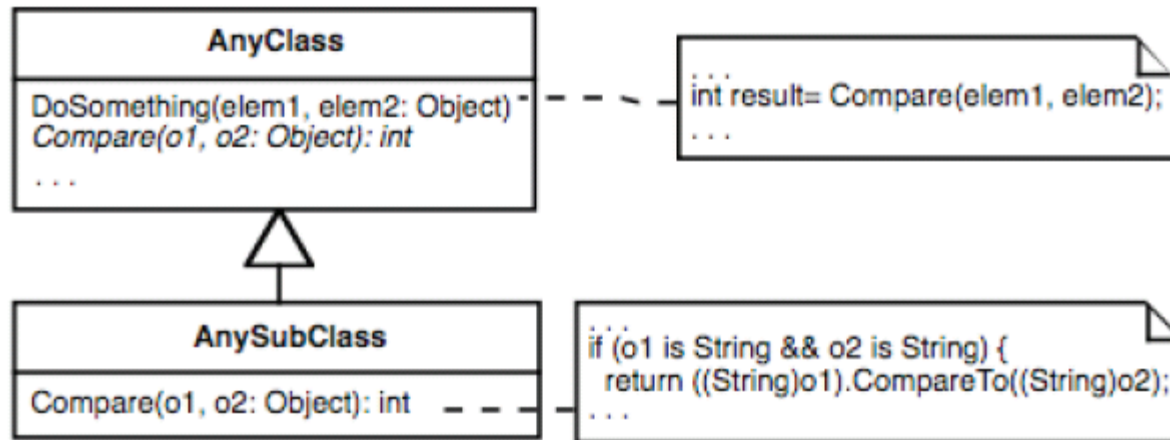 AnyClass
DoSomething(elem1, elem2: Object)
Compare(o1, o2: Object): int
. . .
. . .
int result= Compare(elem1, elem2);
. . .
AnySubClass
Compare(o1, o2: Object): int
. . .
if (o1 is String && o2 is String) {
return ((String)o1).CompareTo((String)o2);
. . .